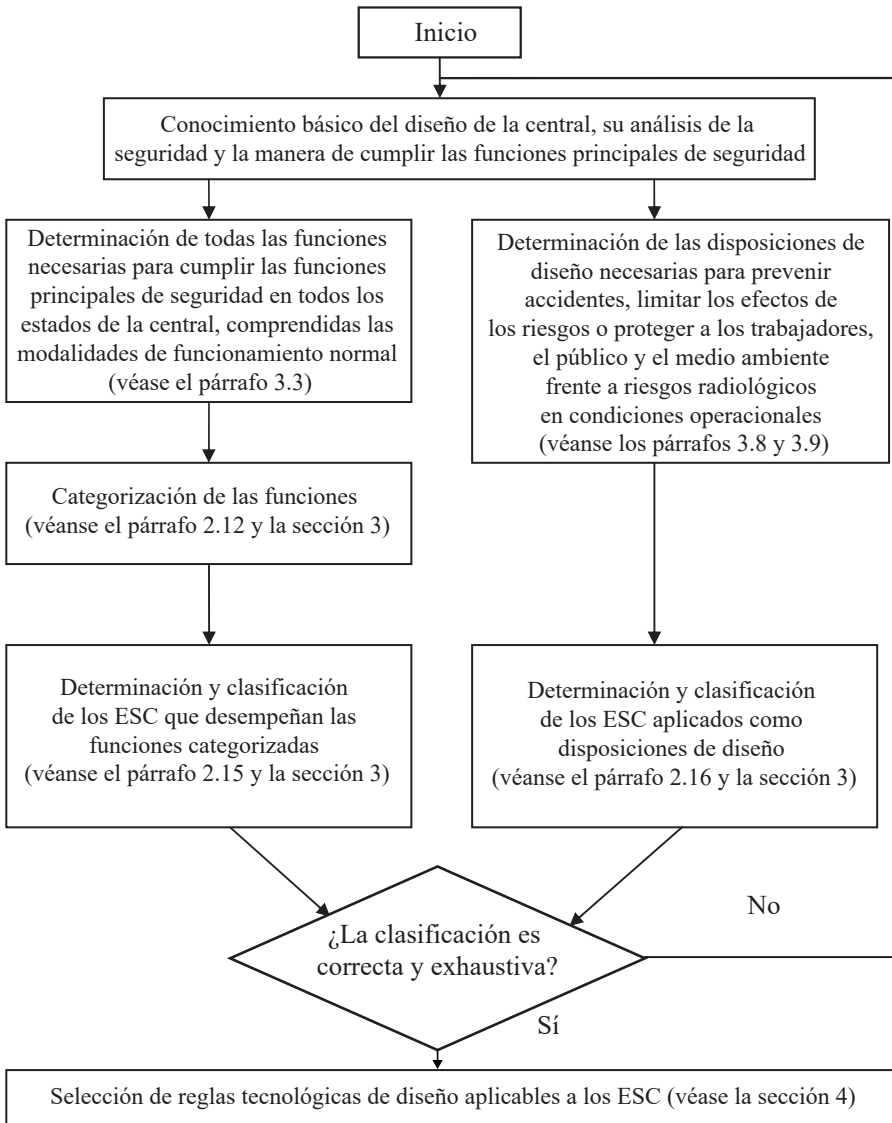 Inicio
Conocimiento básico del diseño de la central, su análisis de la
seguridad y la manera de cumplir las funciones principales de seguridad
Determinación de todas las funciones
necesarias para cumplir las funciones
principales de seguridad en todos los
estados de la central, comprendidas las
modalidades de funcionamiento normal
(véase el párrafo 3.3)
Determinación de las disposiciones de
diseño necesarias para prevenir
accidentes, limitar los efectos de
los riesgos o proteger a los trabajadores,
el público y el medio ambiente
frente a riesgos radiológicos
en condiciones operacionales
(véanse los párrafos 3.8 y 3.9)
Categorización de las funciones
(véanse el párrafo 2.12 y la sección 3)
Determinación y clasificación
de los ESC que desempeñan las
funciones categorizadas
(véanse el párrafo 2.15 y la sección 3)
Determinación y clasificación
de los ESC aplicados como
disposiciones de diseño
(véanse el párrafo 2.16 y la sección 3)
¿La clasificación es
correcta y exhaustiva?
No
Sí
Selección de reglas tecnológicas de diseño aplicables a los ESC (véase la sección 4)